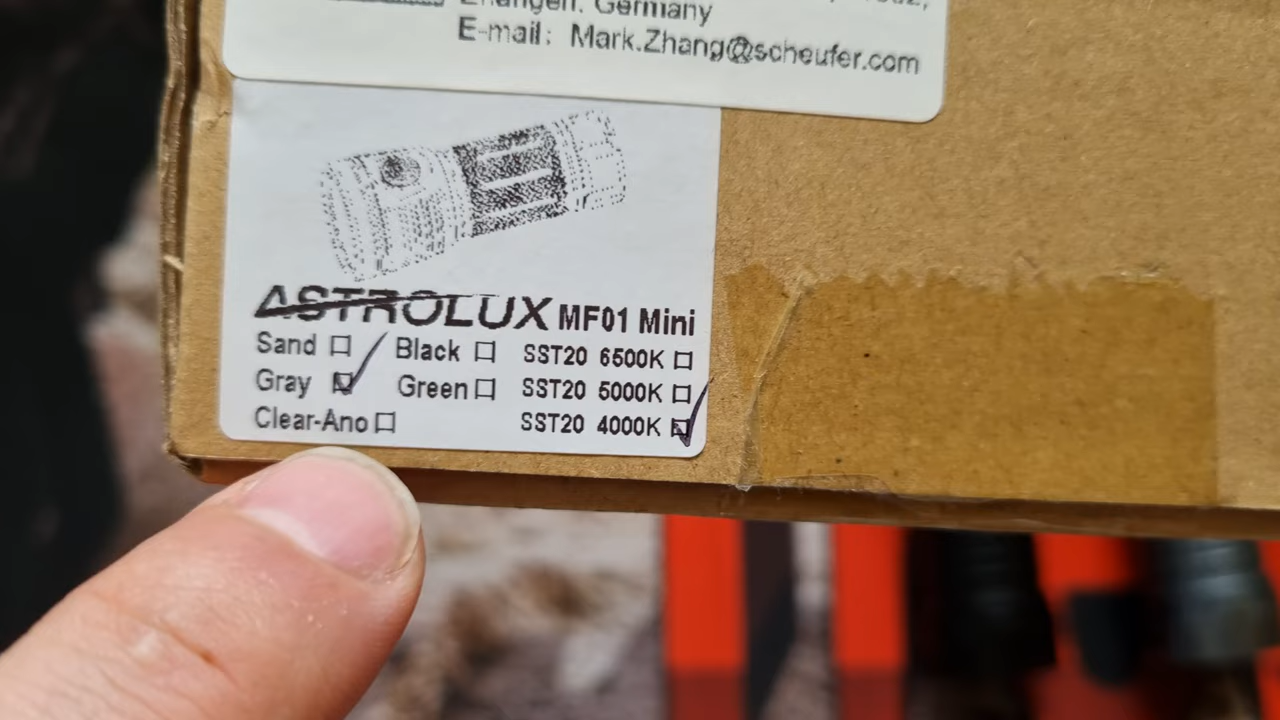 Erlangen, Germany
E-mail: Mark.Zhang@scheufer.com
ASTROLUX MF01 Mini
Sand □ Black □ SST20 6500K □
Gray ☑ Green □ SST20 5000K □
Clear-Ano □ SST20 4000K ☑